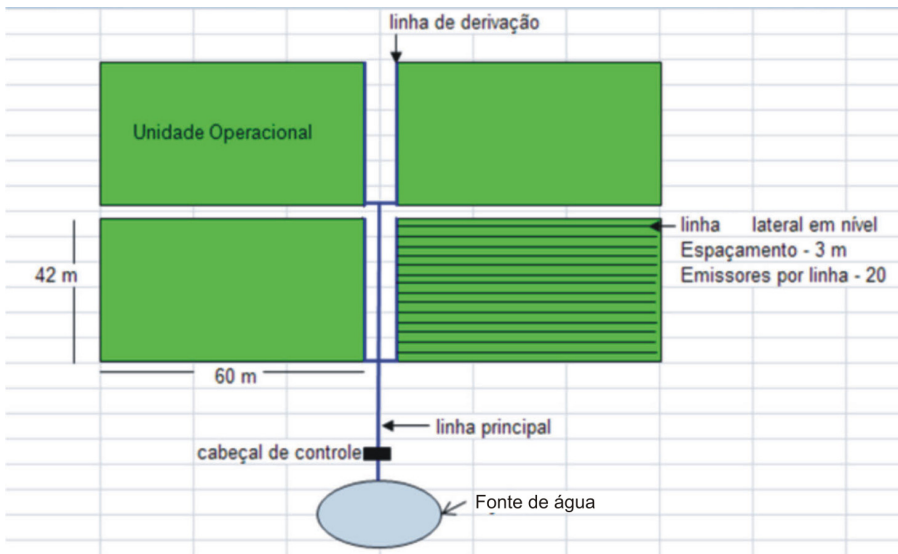 linha de derivação
Unidade Operacional
linha lateral em nível
Espaçamento - 3 m
Emissores por linha - 20
42 m
60 m
linha principal
cabeçal de controle
Fonte de água